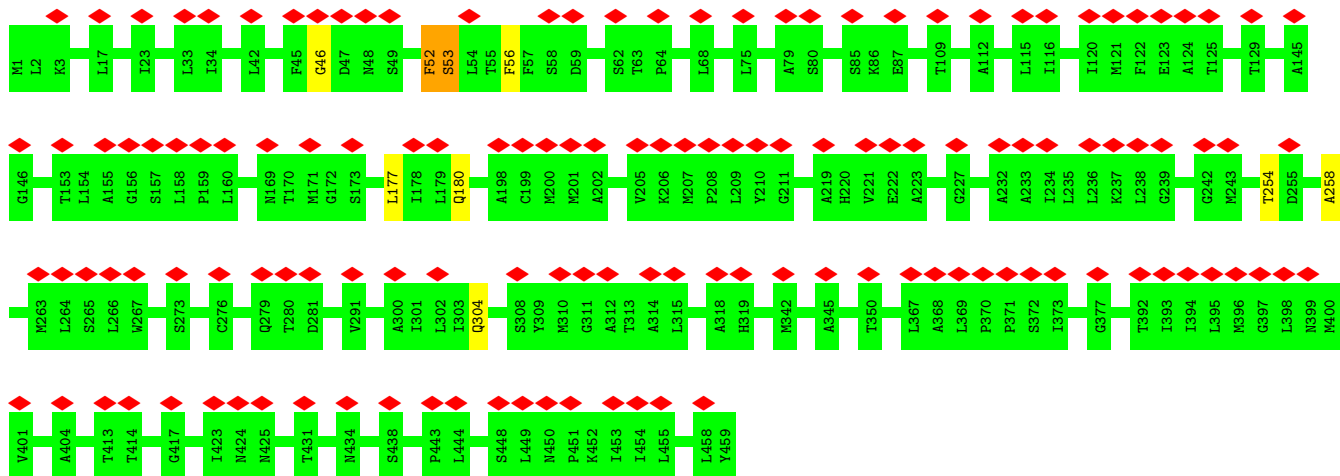 M1 L2 K3 L17 I23 L33 I34 L42 F45 G46 D47 N48 S49 F52 S53 L54 T55 F56 F57 S58 D59 S62 T63 P64 L68 L75 A79 S80 S85 K86 E87 T109 A112 L115 I116 I120 M121 F122 E123 A124 T125 T129 A145
G146 T153 L154 A155 G156 S157 L158 P159 L160 N169 T170 M171 G172 S173 L177 I178 L179 Q180 A198 C199 M200 M201 A202 V205 K206 M207 P208 L209 Y210 G211 A219 H220 V221 E222 A223 G227 A232 A233 I234 L235 L236 K237 L238 G239 G242 M243 T254 D255 A258
M263 L264 S265 L266 W267 S273 C276 Q279 T280 D281 V291 A300 I301 L302 I303 Q304 S308 Y309 M310 G311 A312 T313 A314 L315 A318 H319 M342 A345 T350 L367 A368 L369 P370 P371 S372 I373 G377 T392 I393 I394 L395 M396 G397 L398 N399 M400
V401 A404 T413 T414 G417 I423 N424 N425 T431 N434 S438 P443 L444 S448 L449 N450 P451 K452 I453 I454 L455 L458 Y459